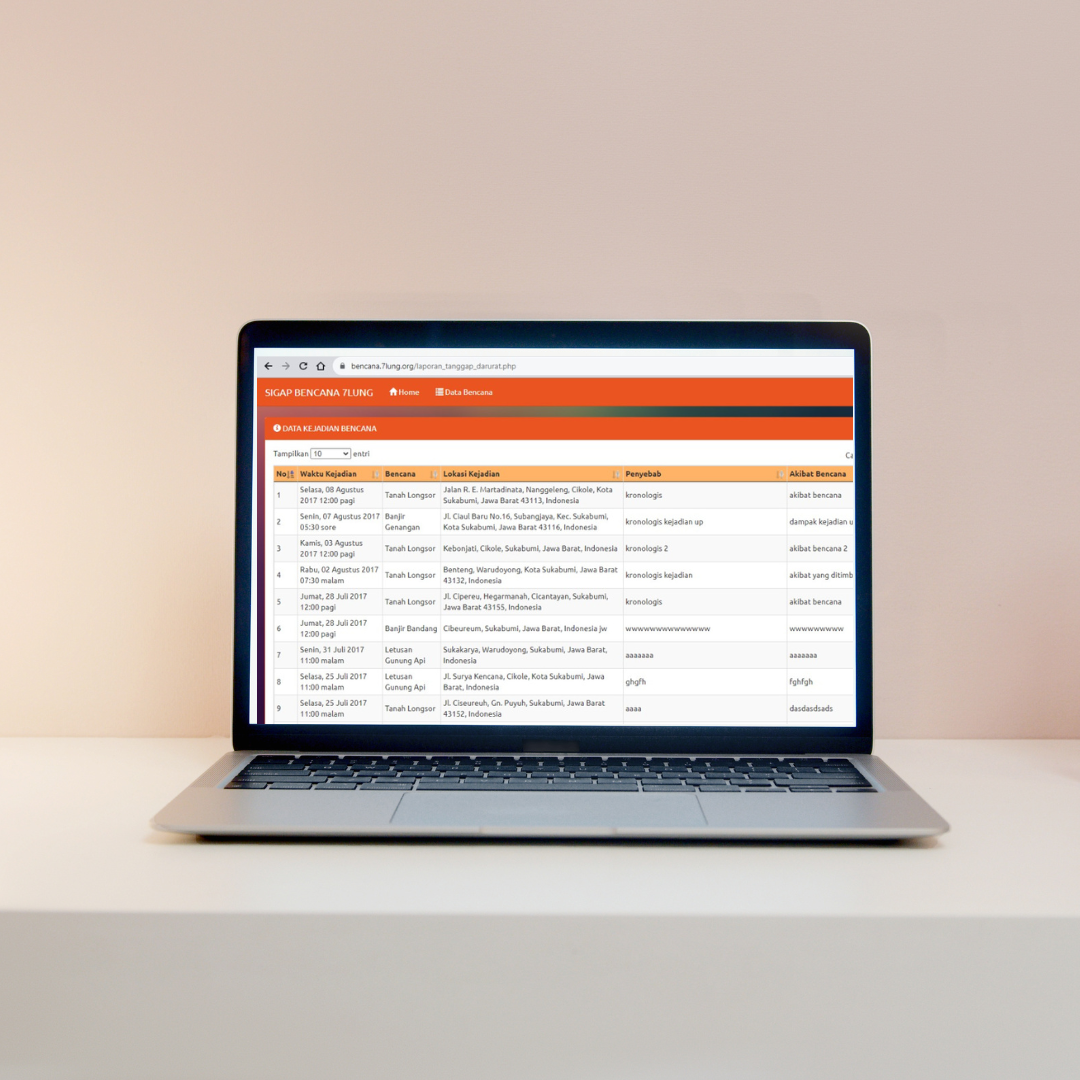 bencana.7lung.org/laporan_tanggap_darurat.php
SIGAP BENCANA 7LUNG Home Data Bencana
DATA KEJADIAN BENCANA
Tampilkan 10 entri Ca
No Waktu Kejadian Bencana Lokasi Kejadian Penyebab Akibat Bencana
1 Selasa, 08 Agustus 2017 12:00 pagi Tanah Longsor Jalan R. E. Martadinata, Nanggeleng, Cikole, Kota Sukabumi, Jawa Barat 43113, Indonesia kronologis akibat bencana
2 Senin, 07 Agustus 2017 05:30 sore Banjir Genangan Jl. Ciaul Baru No.16, Subangjaya, Kec. Sukabumi, Kota Sukabumi, Jawa Barat 43116, Indonesia kronologis kejadian up dampak kejadian u
3 Kamis, 03 Agustus 2017 12:00 pagi Tanah Longsor Kebonjati, Cikole, Sukabumi, Jawa Barat, Indonesia kronologis 2 akibat bencana 2
4 Rabu, 02 Agustus 2017 07:30 malam Tanah Longsor Benteng, Warudoyong, Kota Sukabumi, Jawa Barat 43132, Indonesia kronologis kejadian akibat yang ditimb
5 Jumat, 28 Juli 2017 12:00 pagi Tanah Longsor Jl. Cipereu, Hegarmanah, Cicantayan, Sukabumi, Jawa Barat 43155, Indonesia kronologis akibat bencana
6 Jumat, 28 Juli 2017 12:00 pagi Banjir Bandang Cibeureum, Sukabumi, Jawa Barat, Indonesia jw wwwwwwwwwwwwww wwwwwwwww
7 Senin, 31 Juli 2017 11:00 malam Letusan Gunung Api Sukakarya, Warudoyong, Sukabumi, Jawa Barat, Indonesia aaaaaaa aaaaaaa
8 Selasa, 25 Juli 2017 11:00 malam Letusan Gunung Api Jl. Surya Kencana, Cikole, Kota Sukabumi, Jawa Barat, Indonesia ghgfh fghfgh
9 Selasa, 25 Juli 2017 11:00 malam Tanah Longsor Jl. Ciseureuh, Gn. Puyuh, Sukabumi, Jawa Barat 43152, Indonesia aaaa dasdasdsads